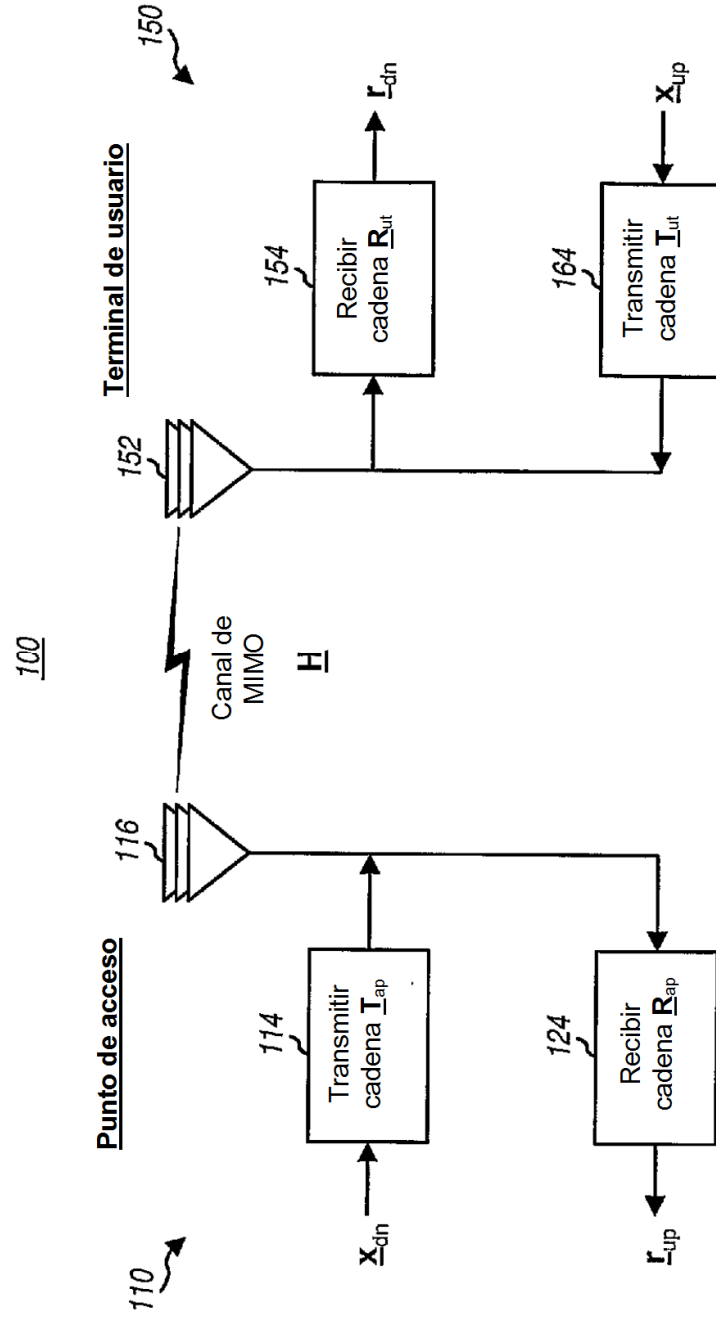 100
110
Punto de acceso
Terminal de usuario
150
116
152
Canal de
MIMO
H
x_dn
114
Transmitir
cadena T_ap
154
Recibir
cadena R_ut
r_dn
r_up
124
Recibir
cadena R_ap
164
Transmitir
cadena T_ut
x_up